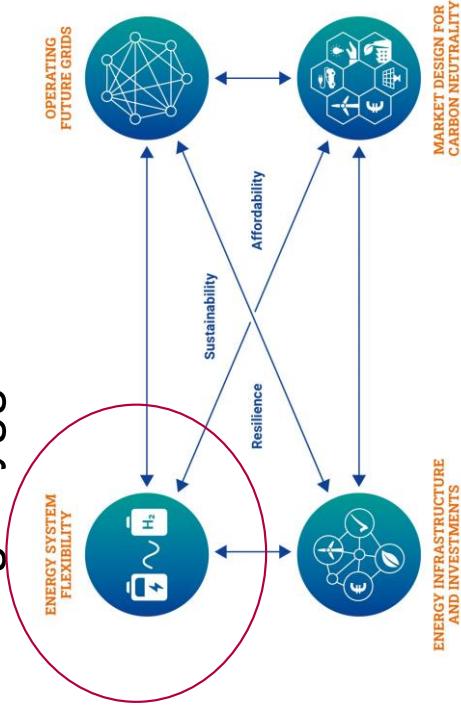 ENERGY SYSTEM
FLEXIBILITY
H₂
OPERATING
FUTURE GRIDS
Sustainability
Resilience
Affordability
€
ENERGY INFRASTRUCTURE
AND INVESTMENTS
€
MARKET DESIGN FOR
CARBON NEUTRALITY